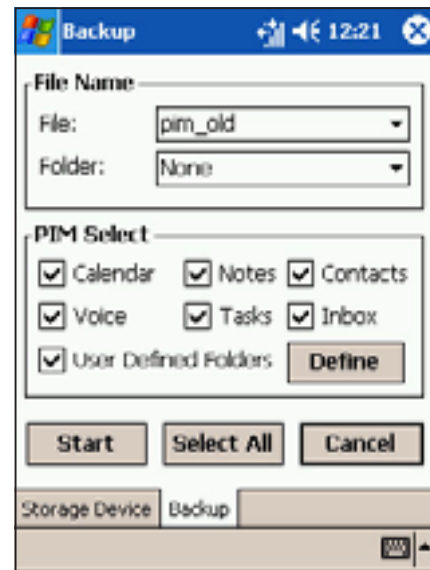 Backup 12:21
File Name
File: pim_old
Folder: None
PIM Select
Calendar Notes Contacts
Voice Tasks Inbox
User Defined Folders Define
Start Select All Cancel
Storage Device Backup